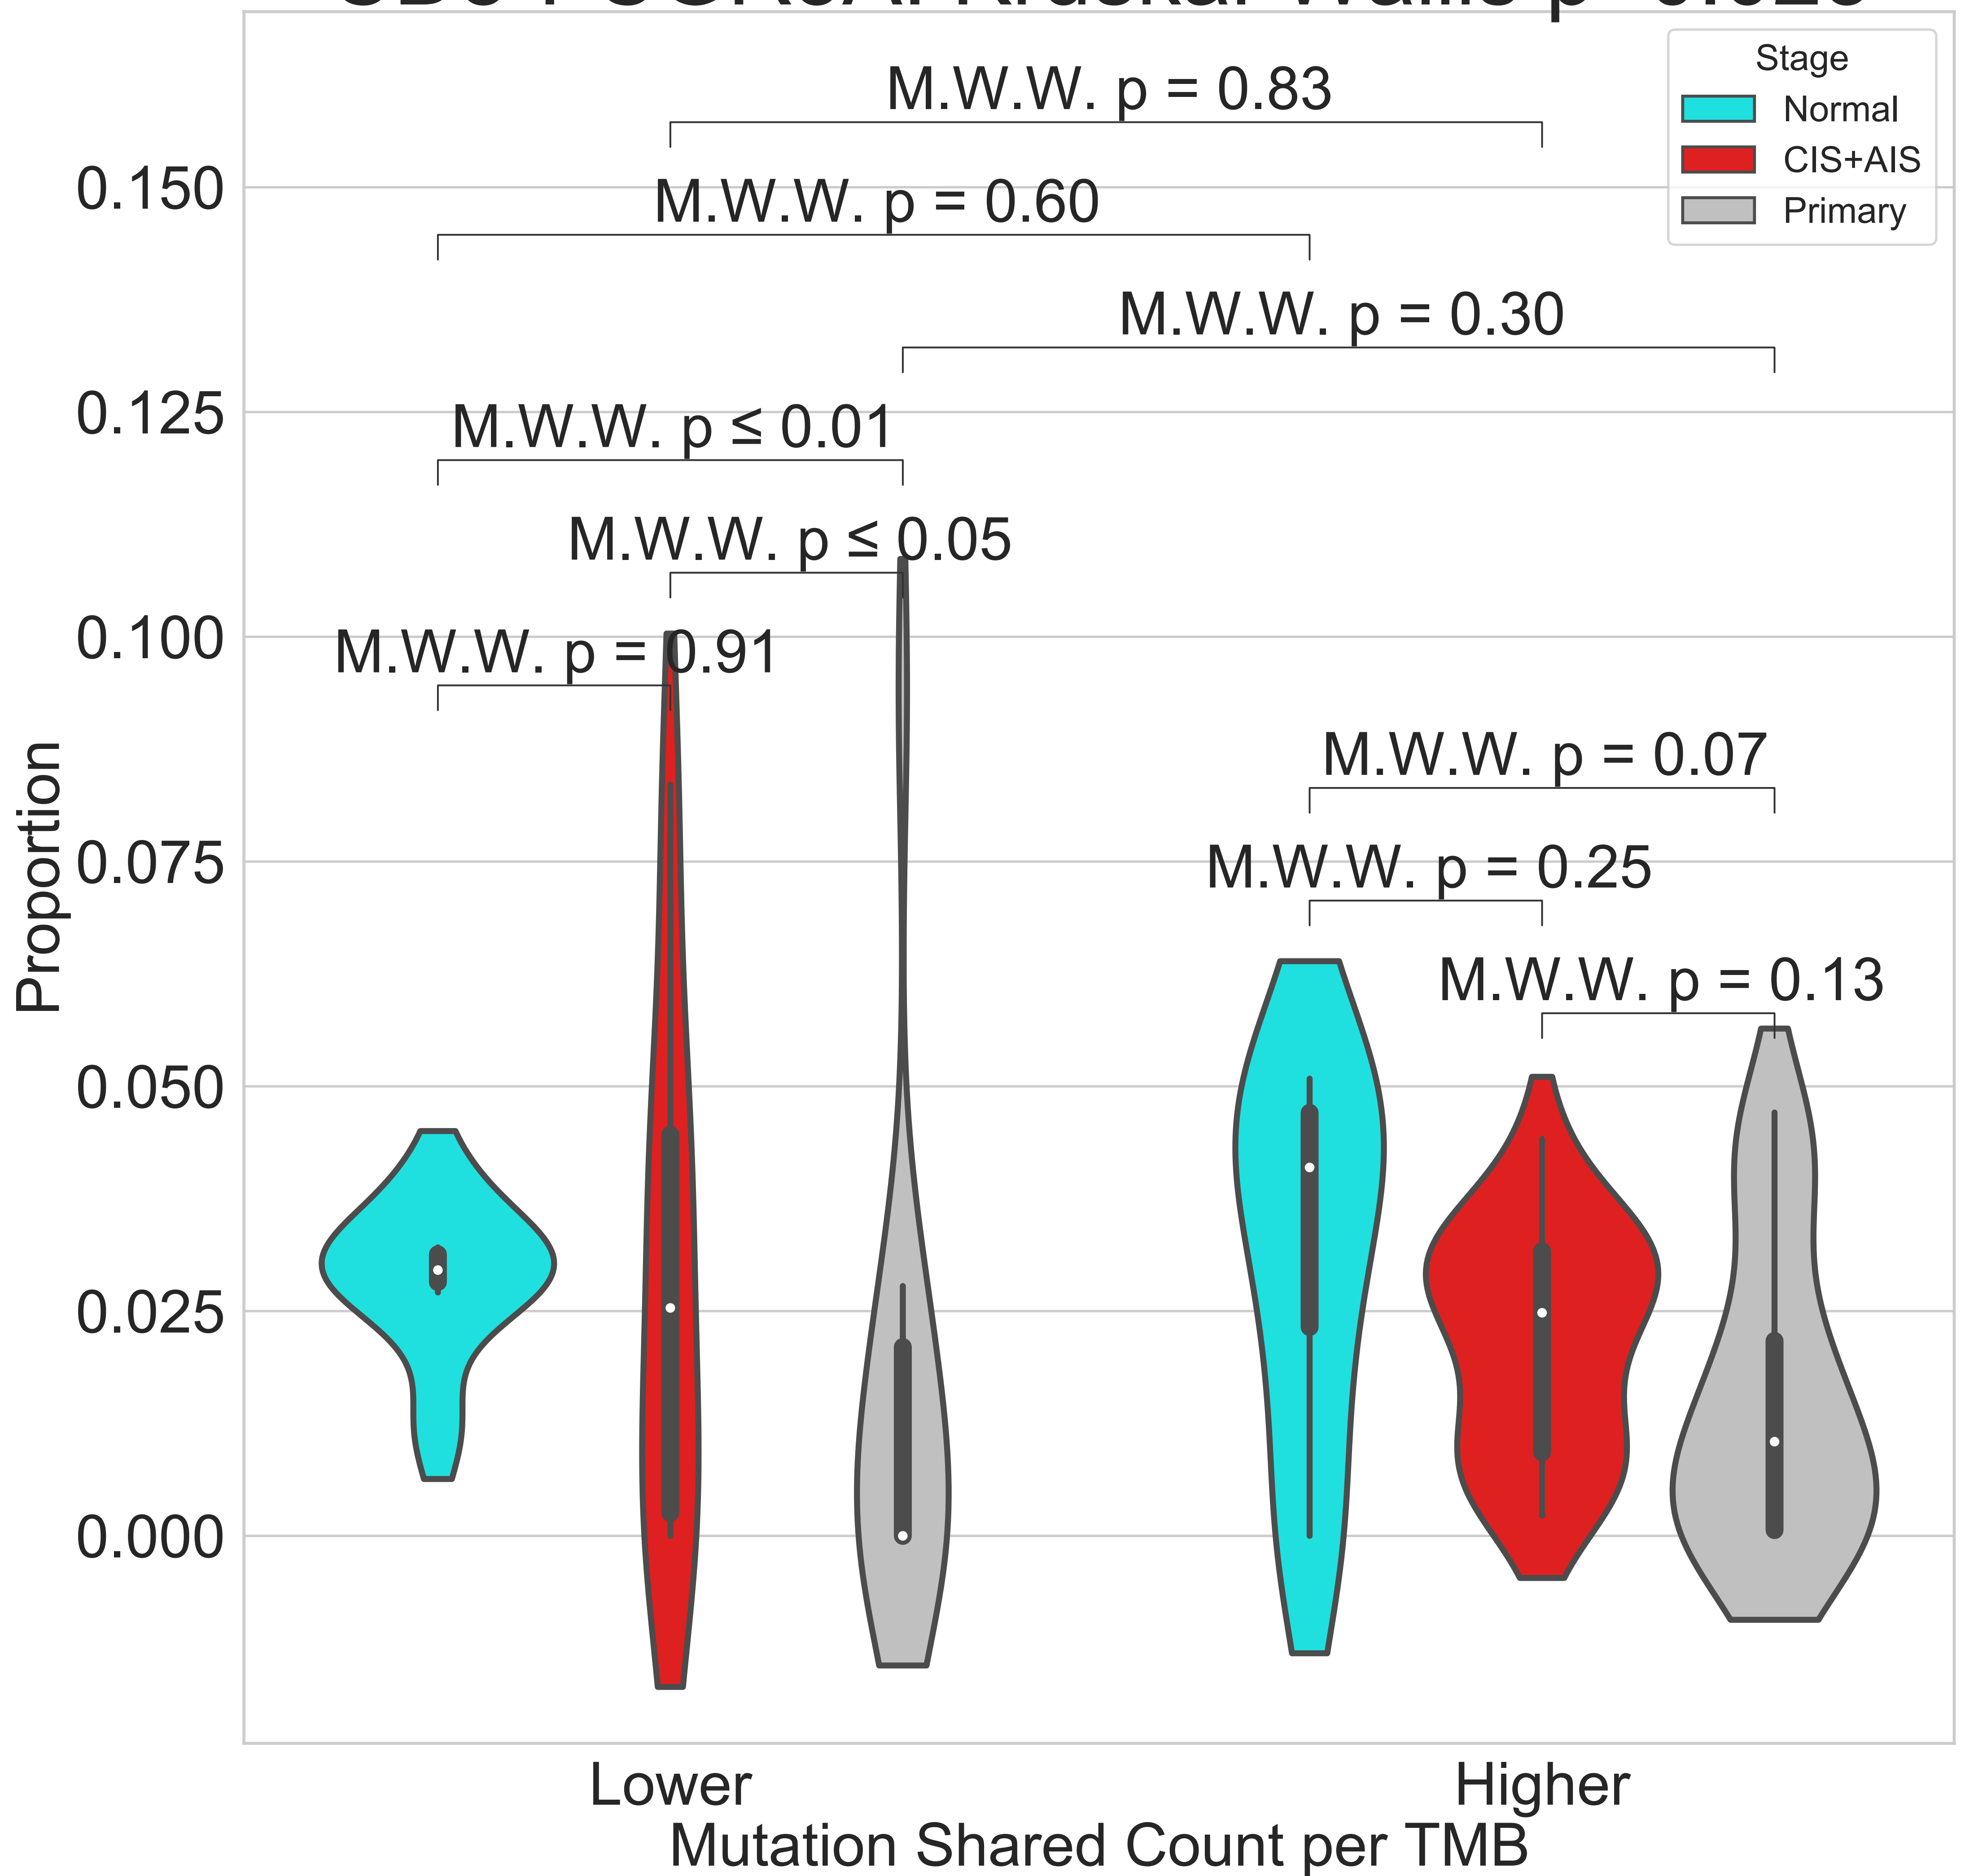 Stage
Normal
CIS+AIS
Primary
M.W.W. p = 0.83
M.W.W. p = 0.60
M.W.W. p = 0.30
M.W.W. p ≤ 0.01
M.W.W. p ≤ 0.05
M.W.W. p = 0.91
M.W.W. p = 0.07
M.W.W. p = 0.25
M.W.W. p = 0.13
0.150
0.125
0.100
0.075
0.050
0.025
0.000
Proportion
Lower
Higher
Mutation Shared Count per TMB